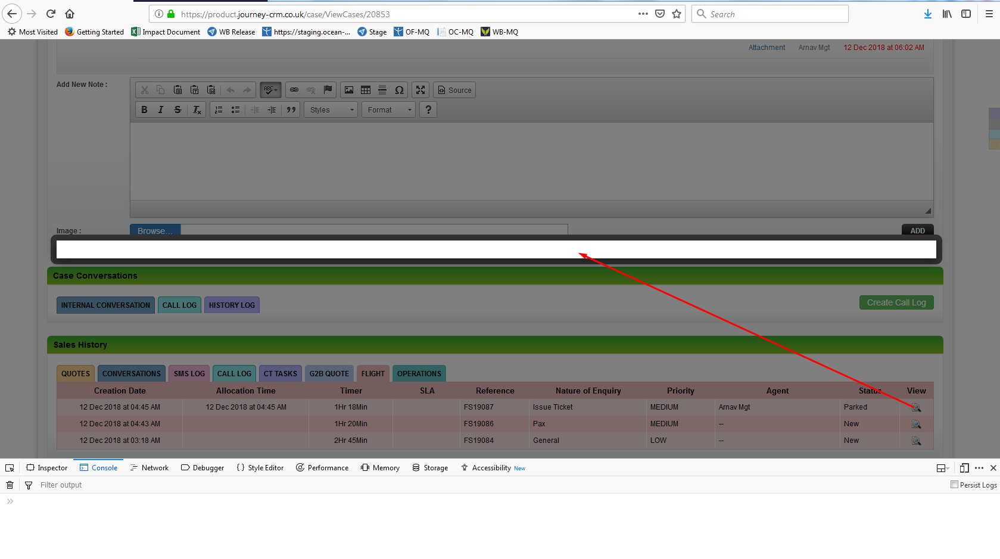 https://product.journey-crm.co.uk/case/ViewCases/20853
Search
Most Visited Getting Started Impact Document WB Release https://staging.ocean-... Stage OF-MQ OC-MQ WB-MQ
Attachment Arnav Mgt 12 Dec 2018 at 06:02 AM
Add New Note :
ABC Source
B I S Ix Styles Format ?
Image : Browse... ADD
Case Conversations
INTERNAL CONVERSATION CALL LOG HISTORY LOG Create Call Log
Sales History
QUOTES CONVERSATIONS SMS LOG CALL LOG CT TASKS G2B QUOTE FLIGHT OPERATIONS
Creation Date Allocation Time Timer SLA Reference Nature of Enquiry Priority Agent Status View
12 Dec 2018 at 04:45 AM 12 Dec 2018 at 04:45 AM 1Hr 18Min FS19087 Issue Ticket MEDIUM Arnav Mgt Parked
12 Dec 2018 at 04:43 AM 1Hr 20Min FS19086 Pax MEDIUM -- New
12 Dec 2018 at 03:18 AM 2Hr 45Min FS19084 General LOW -- New
Inspector Console Network Debugger {} Style Editor Performance Memory Storage Accessibility New
Filter output Persist Logs
»